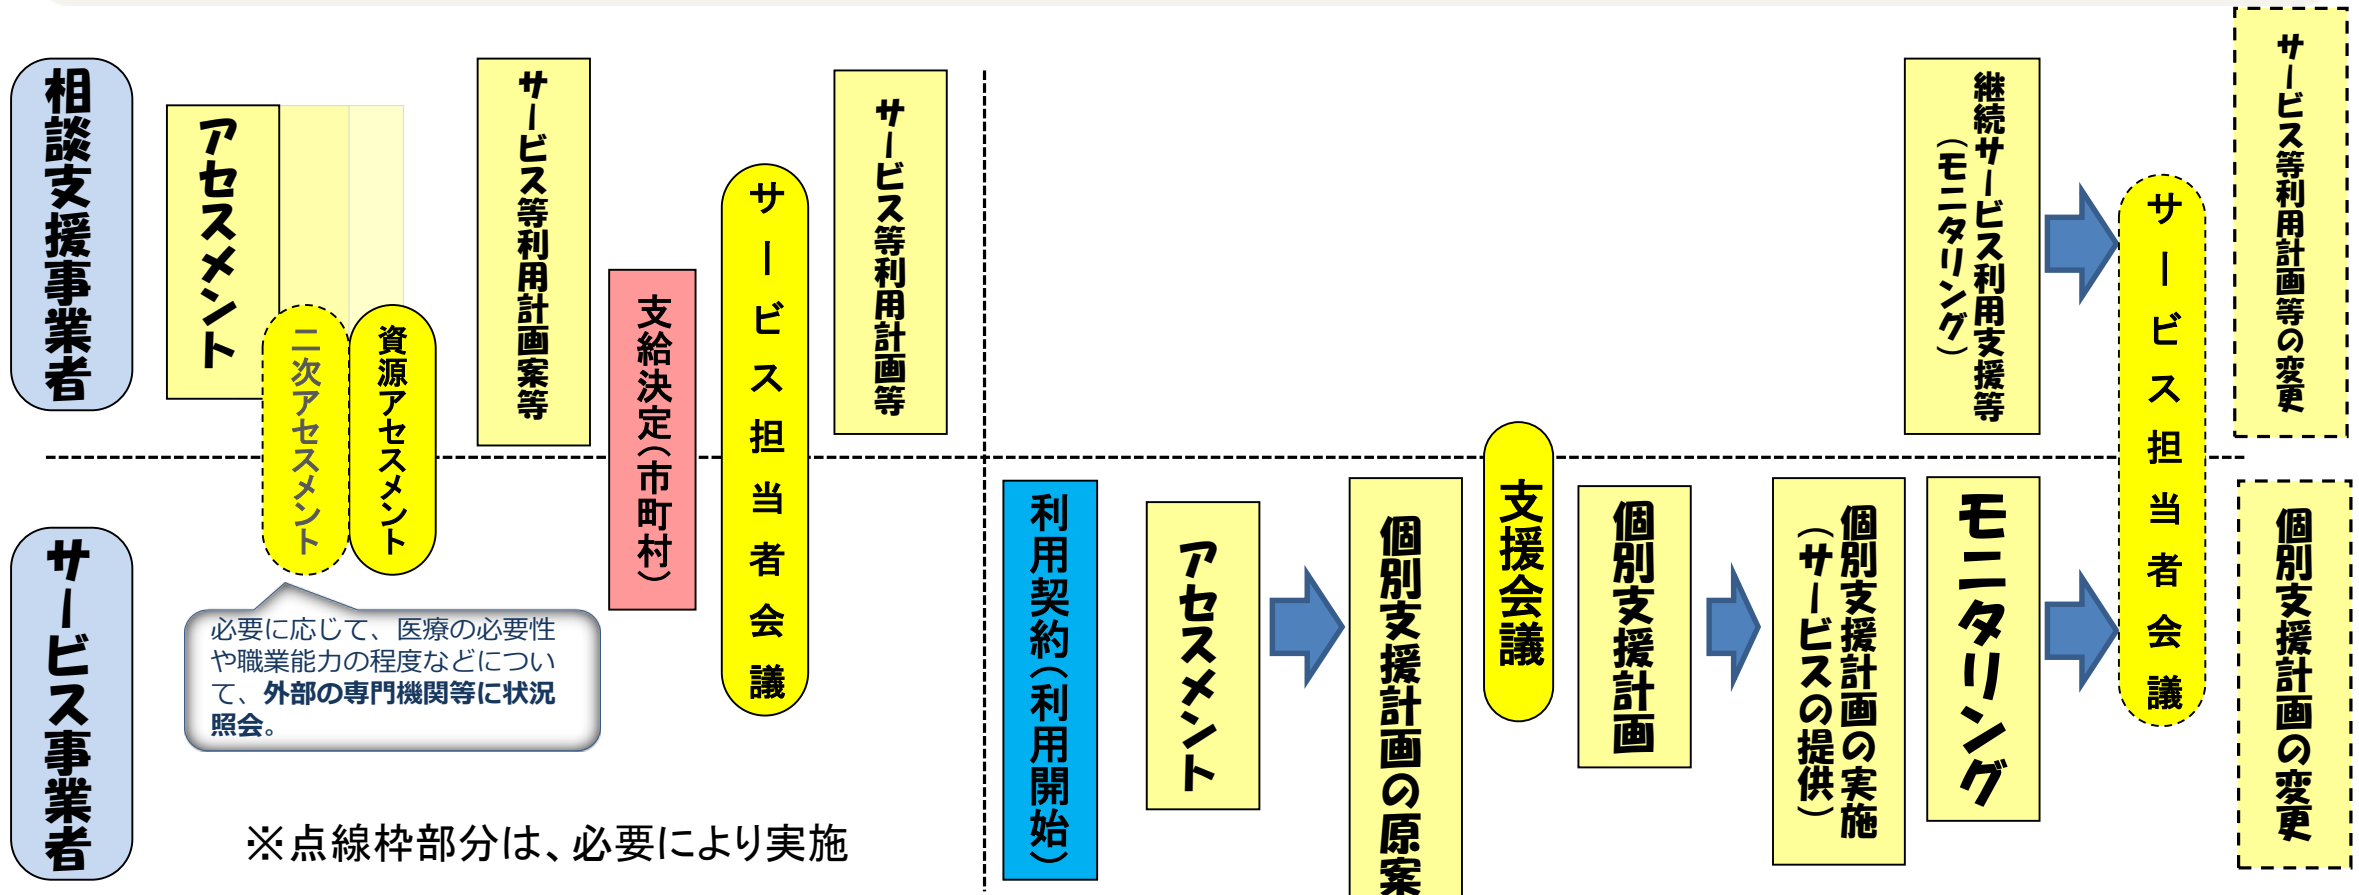 相談支援事業者
アセスメント
二次アセスメント
資源アセスメント
サービス等利用計画案等
支給決定（市町村）
サービス担当者会議
サービス等利用計画等
継続サービス利用支援等
（モニタリング）
サービス担当者会議
サービス等利用計画等の変更
サービス事業者
必要に応じて、医療の必要性
や職業能力の程度などについ
て、外部の専門機関等に状況
照会。
※点線枠部分は、必要により実施
利用契約（利用開始）
アセスメント
個別支援計画の原案
支援会議
個別支援計画
個別支援計画の実施
（サービスの提供）
モニタリング
個別支援計画の変更